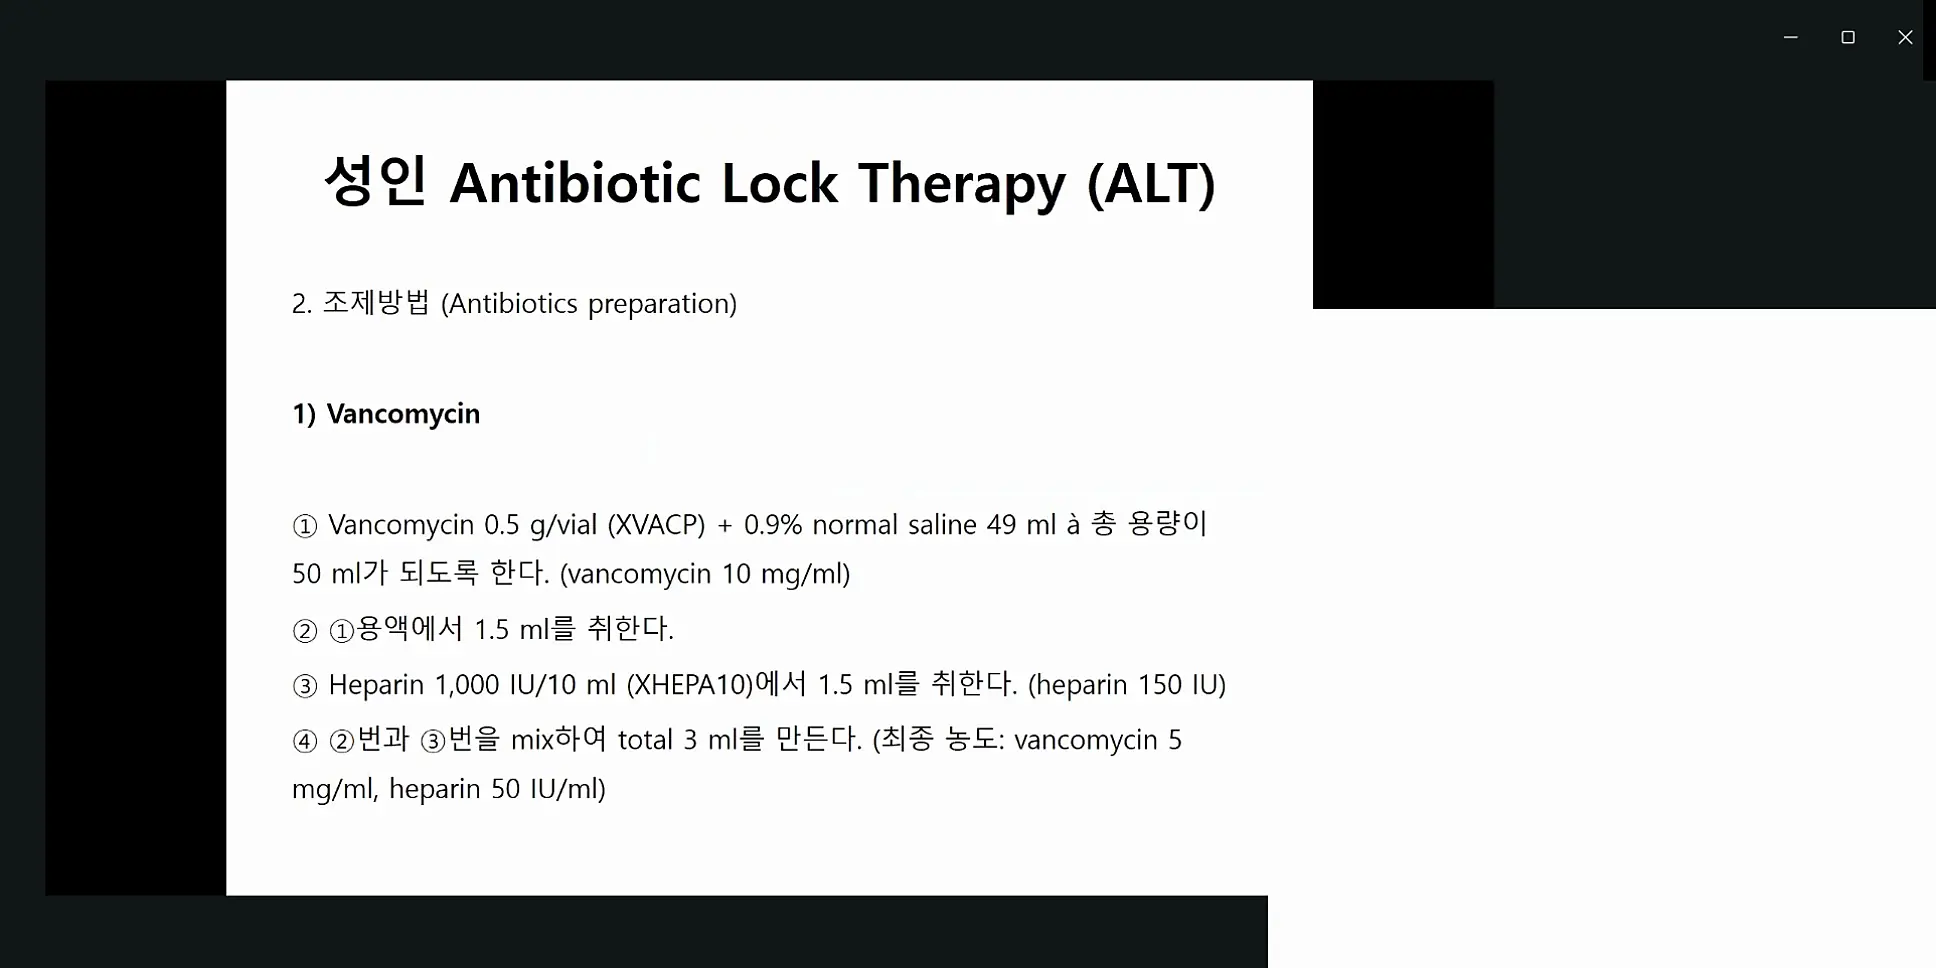 성인 Antibiotic Lock Therapy (ALT)
2. 조제방법 (Antibiotics preparation)
1) Vancomycin
① Vancomycin 0.5 g/vial (XVACP) + 0.9% normal saline 49 ml à 총 용량이
50 ml가 되도록 한다. (vancomycin 10 mg/ml)
② ①용액에서 1.5 ml를 취한다.
③ Heparin 1,000 IU/10 ml (XHEPA10)에서 1.5 ml를 취한다. (heparin 150 IU)
④ ②번과 ③번을 mix하여 total 3 ml를 만든다. (최종 농도: vancomycin 5
mg/ml, heparin 50 IU/ml)